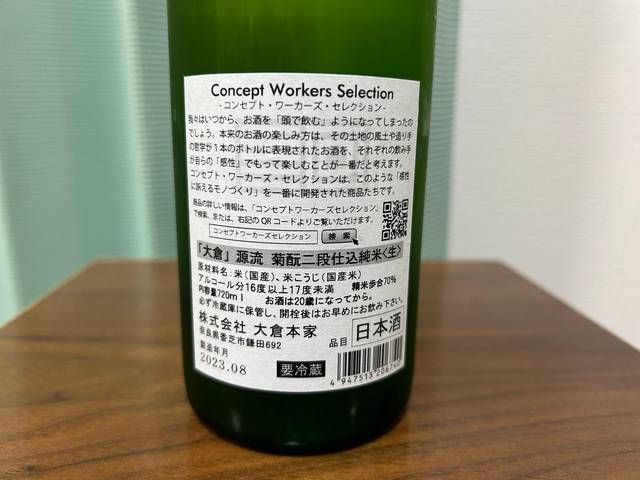 Concept Workers Selection
-コンセプト・ワーカーズ・セレクション-
我々はいつから、お酒を「頭で飲む」ようになってしまったの
でしょう。本来のお酒の楽しみ方は、その土地の風土や造り手
の哲学が1本のボトルに表現されたお酒を、それぞれの飲み手
が自らの「感性」でもって楽しむことが一番だと考えます。
コンセプト・ワーカーズ・セレクションは、このような「感性
に訴えるモノづくり」を一番に開発された商品たちです。
商品の詳しい情報は、「コンセプトワーカーズセレクション」
で検索、または、右記のQRコードよりご覧いただけます。
コンセプトワーカーズセレクション 検索
「大倉」源流 菊酛二段仕込純米〈生〉
原材料名:米(国産)、米こうじ(国産米)
アルコール分16度以上17度未満 精米歩合70%
内容量720ml お酒は20歳になってから。
必ず冷蔵庫に保管し、開栓後はお早めにお飲み下さい。
株式会社 大倉本家
奈良県香芝市鎌田692
品目 日本酒
製造年月
2023.08
要冷蔵
4 947513 206740